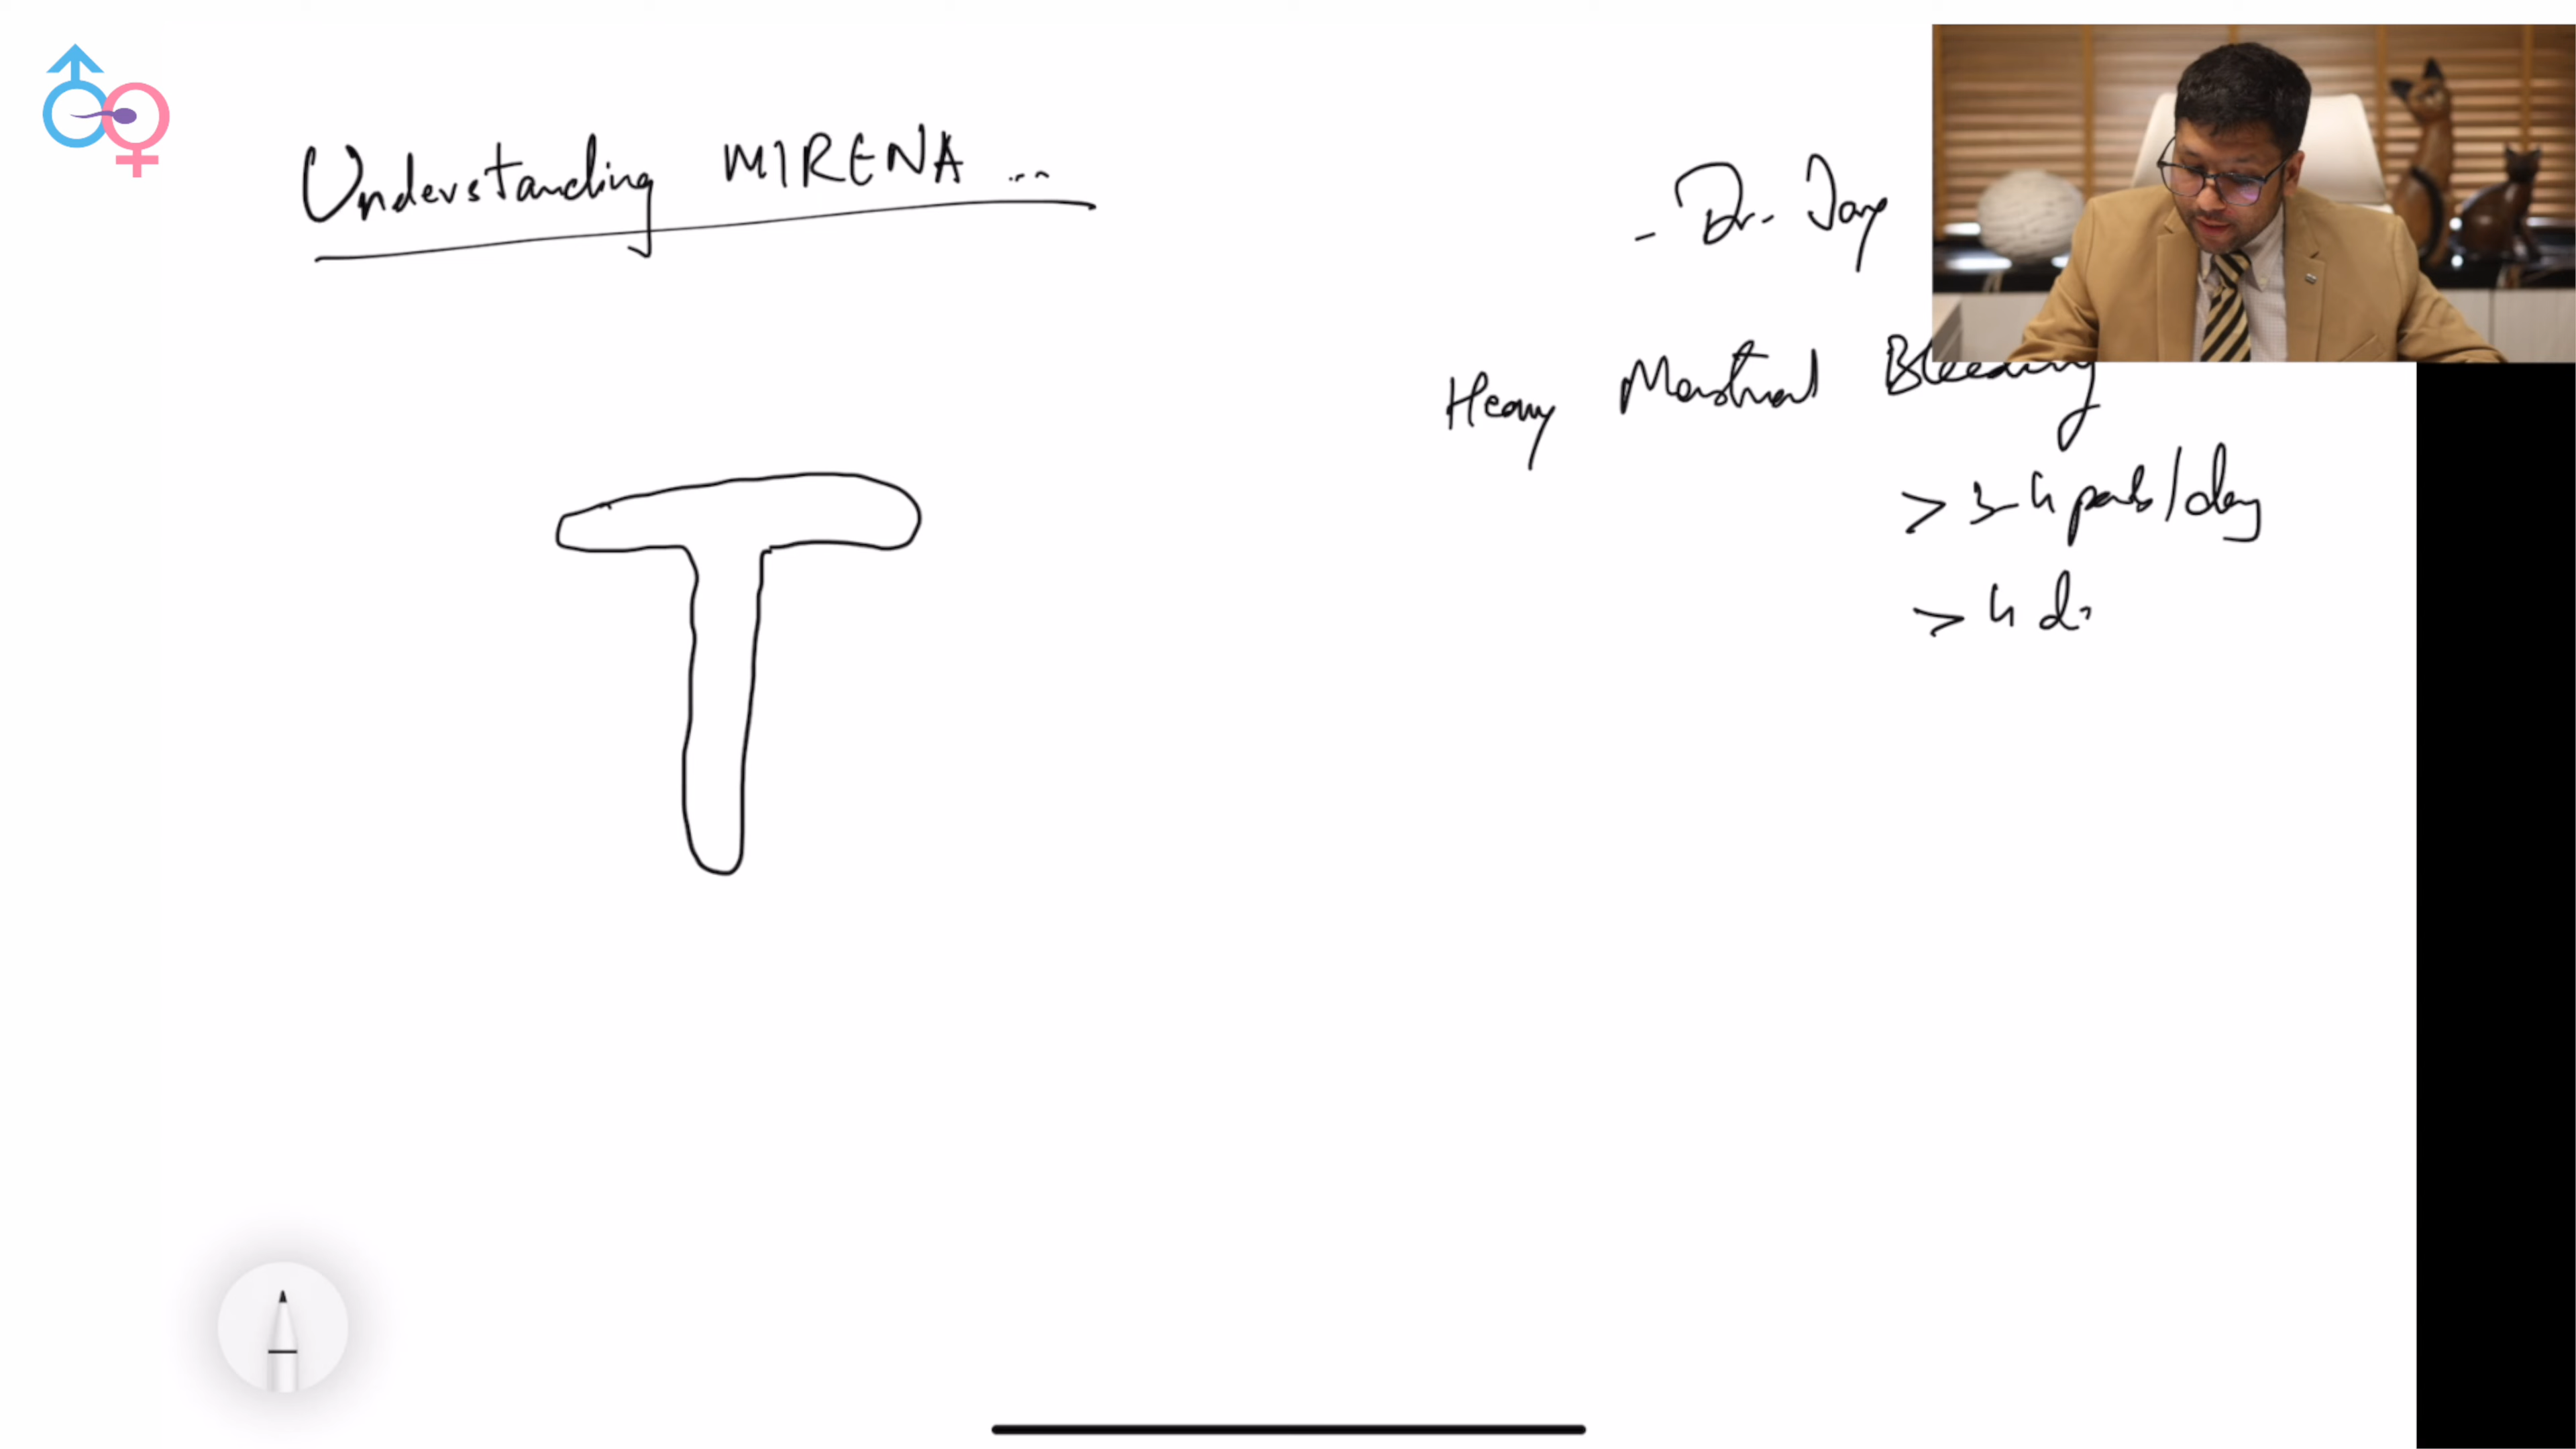 Understanding MIRENA ...
- Dr. Jay
Heavy Menstrual Bleeding
> 3-4 pads/day
> 4 d